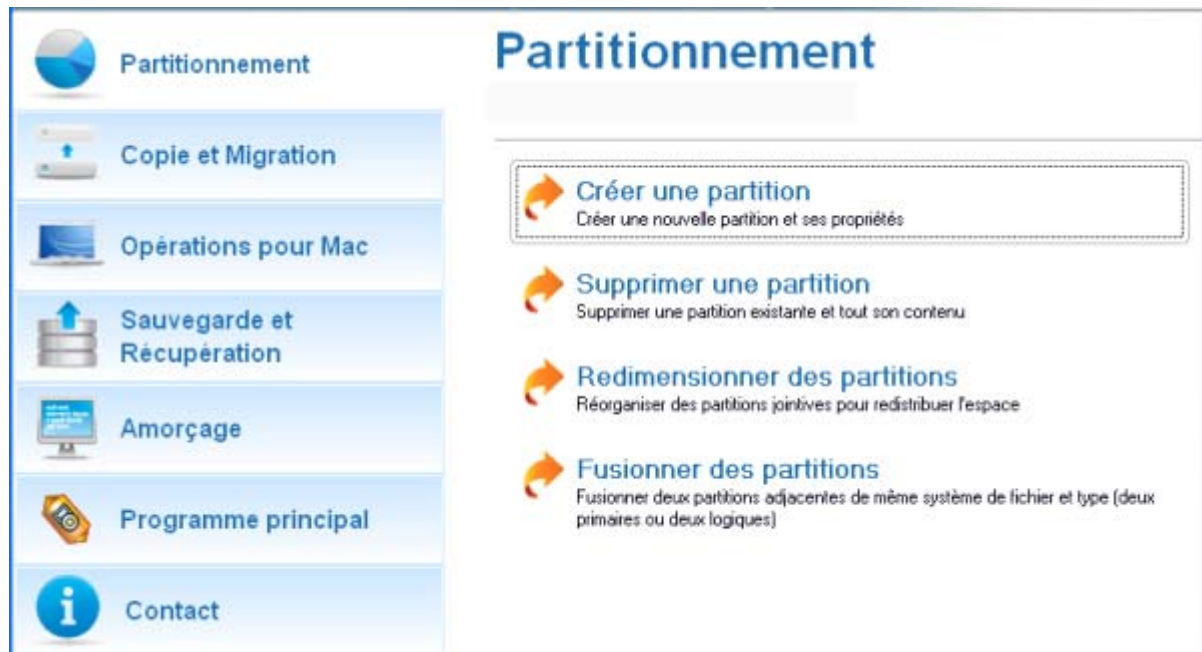 Partitionnement
Copie et Migration
Opérations pour Mac
Sauvegarde et
Récupération
Amorçage
Programme principal
Contact
Partitionnement
Créer une partition
Créer une nouvelle partition et ses propriétés
Supprimer une partition
Supprimer une partition existante et tout son contenu
Redimensionner des partitions
Réorganiser des partitions jointives pour redistribuer l'espace
Fusionner des partitions
Fusionner deux partitions adjacentes de même système de fichier et type (deux
primaires ou deux logiques)